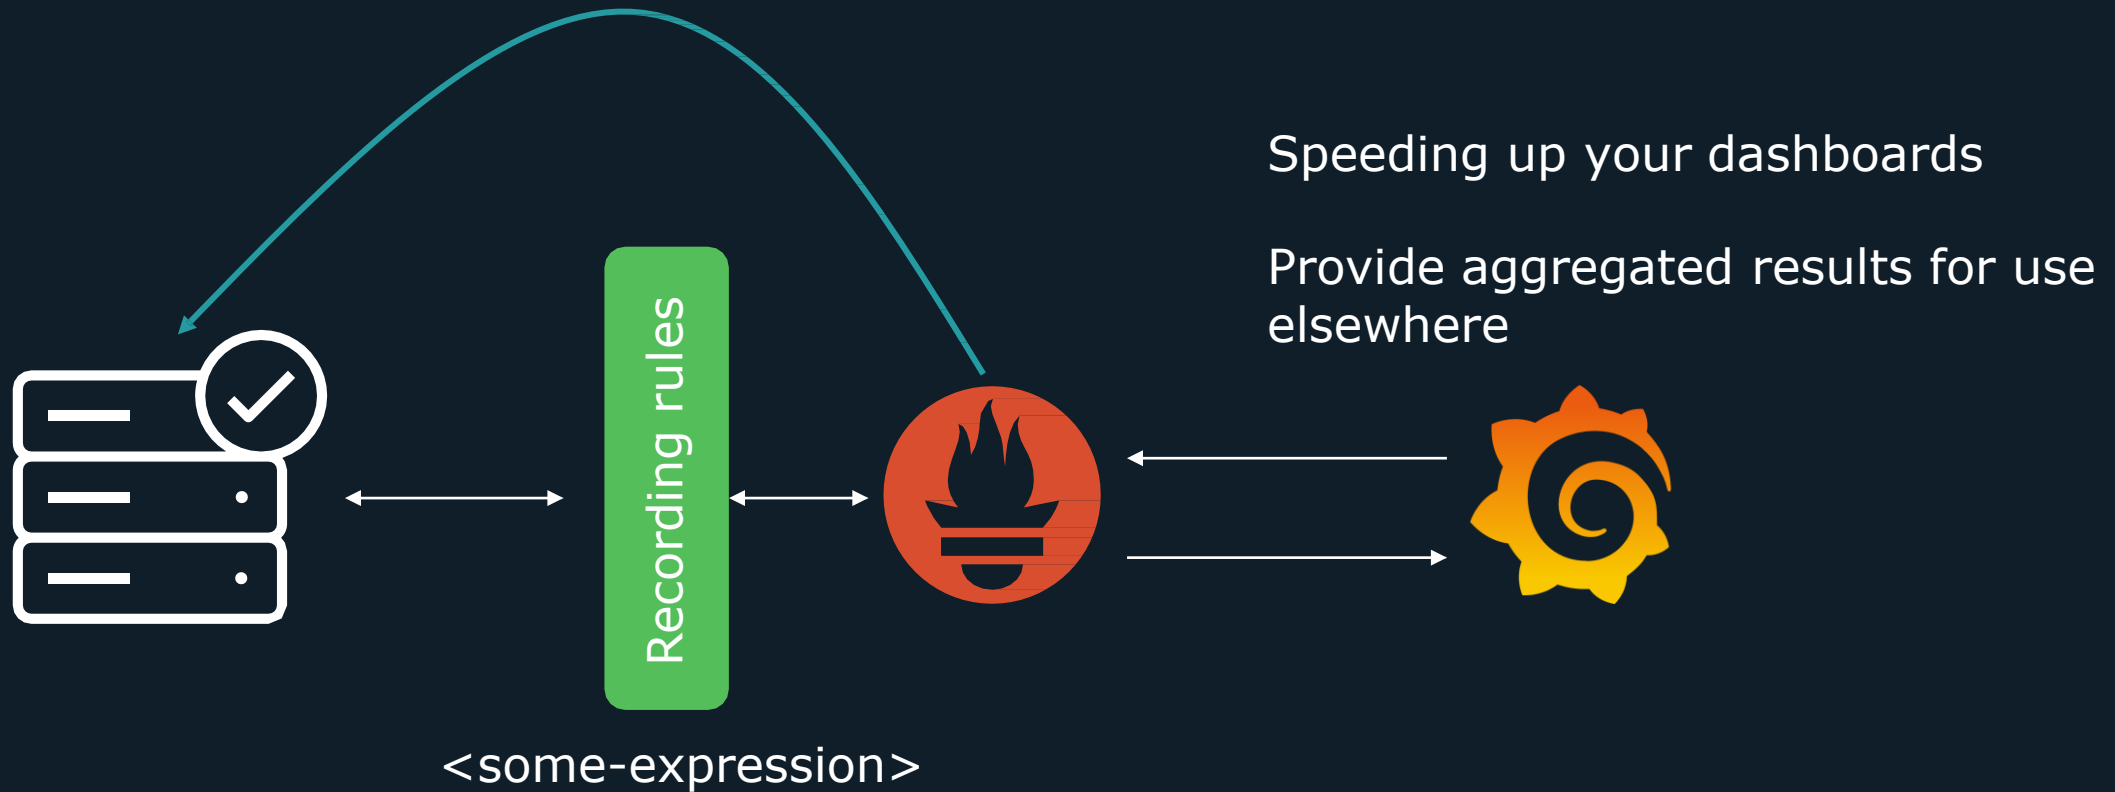 Speeding up your dashboards
Provide aggregated results for use
elsewhere
Recording rules
<some-expression>